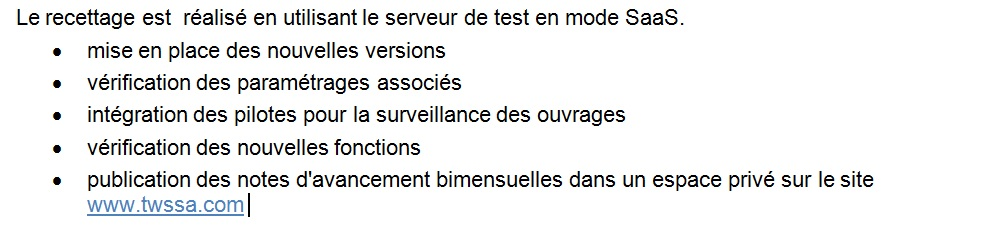 Le recettage est  réalisé en utilisant le serveur de test en mode SaaS.
• mise en place des nouvelles versions
• vérification des paramétrages associés
• intégration des pilotes pour la surveillance des ouvrages
• vérification des nouvelles fonctions
• publication des notes d'avancement bimensuelles dans un espace privé sur le site
www.twssa.com